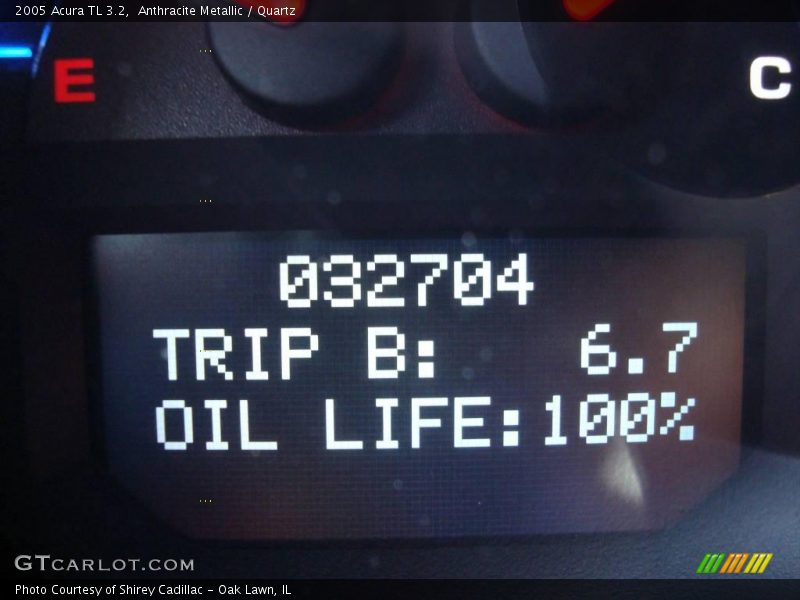 2005 Acura TL 3.2,  Anthracite Metallic / Quartz
E
C
032704
TRIP B: 6.7
OIL LIFE:100%
GTCARLOT.COM
Photo Courtesy of Shirey Cadillac - Oak Lawn, IL